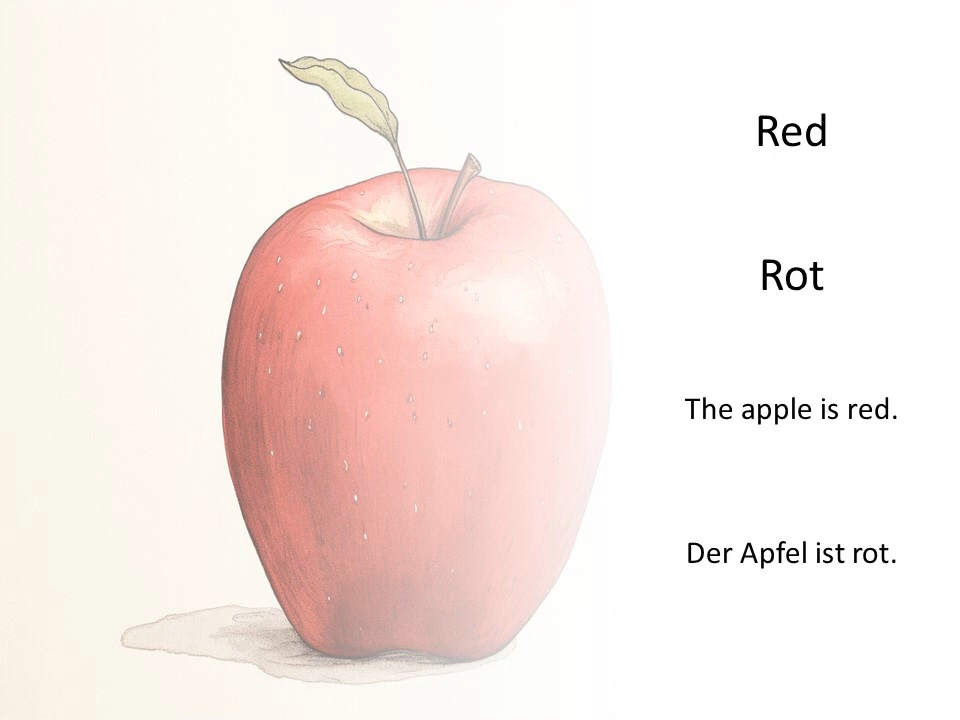 Red
Rot
The apple is red.
Der Apfel ist rot.